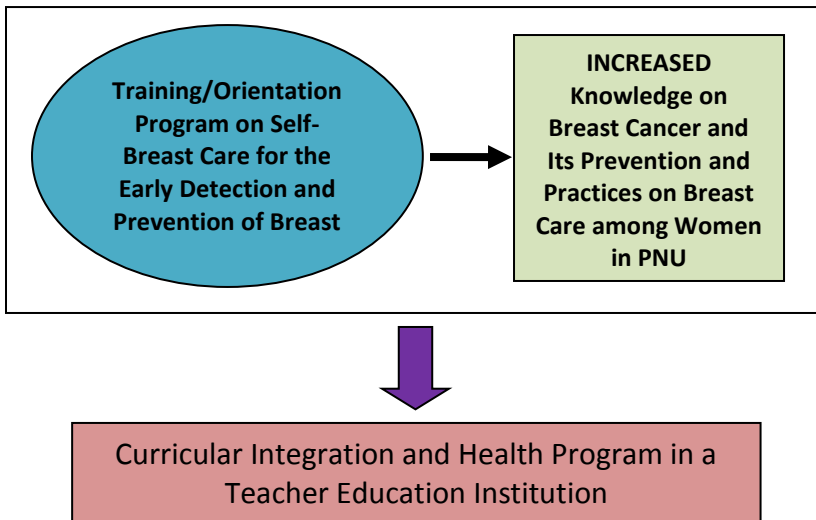 Training/Orientation
Program on Self-
Breast Care for the
Early Detection and
Prevention of Breast
INCREASED
Knowledge on
Breast Cancer and
Its Prevention and
Practices on Breast
Care among Women
in PNU
Curricular Integration and Health Program in a
Teacher Education Institution